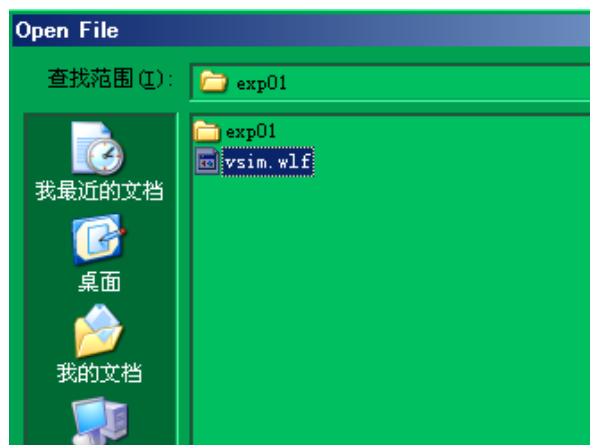 Open File
查找范围(I):
exp01
exp01
vsim.wlf
我最近的文档
桌面
我的文档